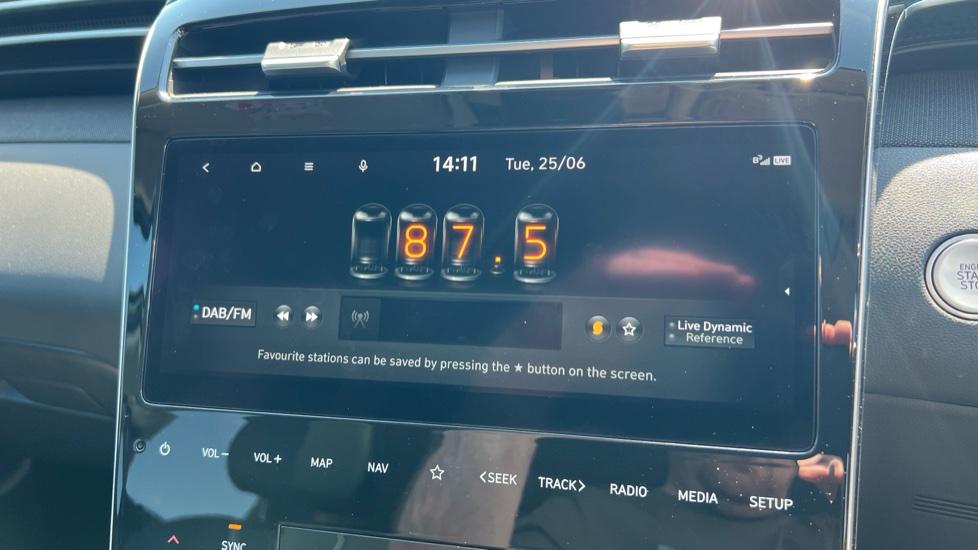 14:11 Tue, 25/06 LIVE
87.5
DAB/FM
Live Dynamic
Reference
Favourite stations can be saved by pressing the ★ button on the screen.
VOL− VOL+ MAP NAV ☆ <SEEK TRACK> RADIO MEDIA SETUP
SYNC